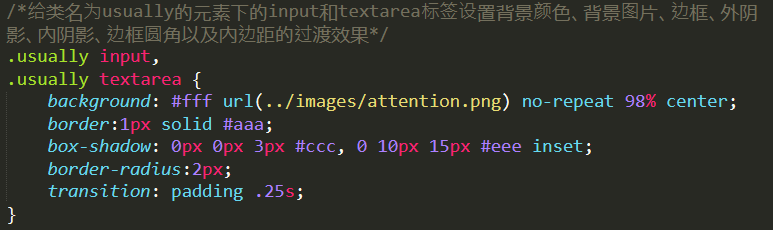 /*给类名为usually的元素下的input和textarea标签设置背景颜色、背景图片、边框、外阴
影、内阴影、边框圆角以及内边距的过渡效果*/
.usually input,
.usually textarea {
    background: #fff url(../images/attention.png) no-repeat 98% center;
    border:1px solid #aaa;
    box-shadow: 0px 0px 3px #ccc, 0 10px 15px #eee inset;
    border-radius:2px;
    transition: padding .25s;
}